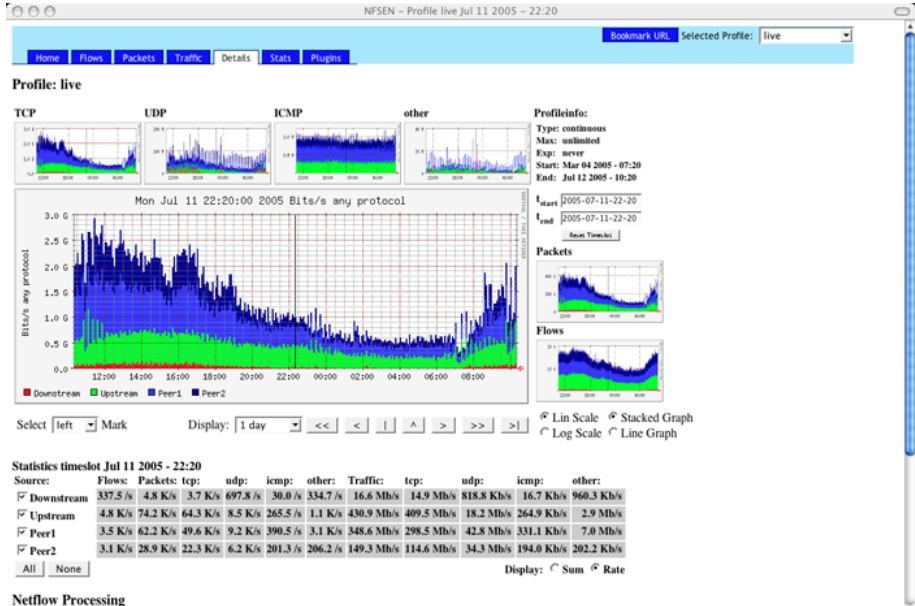 NFSEN – Profile live Jul 11 2005 – 22:20
Bookmark URL Selected Profile: live
Home Flows Packets Traffic Details Stats Plugins
Profile: live
TCP UDP ICMP other Profileinfo:
Type: continuous
Max: unlimited
Exp: never
Start: Mar 04 2005 - 07:20
End: Jul 12 2005 - 10:20
tstart 2005-07-11-22-20
tend 2005-07-11-22-20
Reset Timeslot
Mon Jul 11 22:20:00 2005 Bits/s any protocol
Bits/s any protocol
3.0 G
2.5 G
2.0 G
1.5 G
1.0 G
0.5 G
0.0
12:00 14:00 16:00 18:00 20:00 22:00 00:00 02:00 04:00 06:00 08:00
Downstream Upstream Peer1 Peer2
Packets
Flows
Select left Mark Display: 1 day << < | ^ > >> >|
Lin Scale Stacked Graph
Log Scale Line Graph
Statistics timeslot Jul 11 2005 - 22:20
Source: Flows: Packets: tcp: udp: icmp: other: Traffic: tcp: udp: icmp: other:
Downstream 337.5 /s 4.8 K/s 3.7 K/s 697.8 /s 30.0 /s 334.7 /s 16.6 Mb/s 14.9 Mb/s 818.8 Kb/s 16.7 Kb/s 960.3 Kb/s
Upstream 4.8 K/s 74.2 K/s 64.3 K/s 8.5 K/s 265.5 /s 1.1 K/s 430.9 Mb/s 409.5 Mb/s 18.2 Mb/s 264.9 Kb/s 2.9 Mb/s
Peer1 3.5 K/s 62.2 K/s 49.6 K/s 9.2 K/s 390.5 /s 3.1 K/s 348.6 Mb/s 298.5 Mb/s 42.8 Mb/s 331.1 Kb/s 7.0 Mb/s
Peer2 3.1 K/s 28.9 K/s 22.3 K/s 6.2 K/s 201.3 /s 206.2 /s 149.3 Mb/s 114.6 Mb/s 34.3 Mb/s 194.0 Kb/s 202.2 Kb/s
All None Display: Sum Rate
Netflow Processing